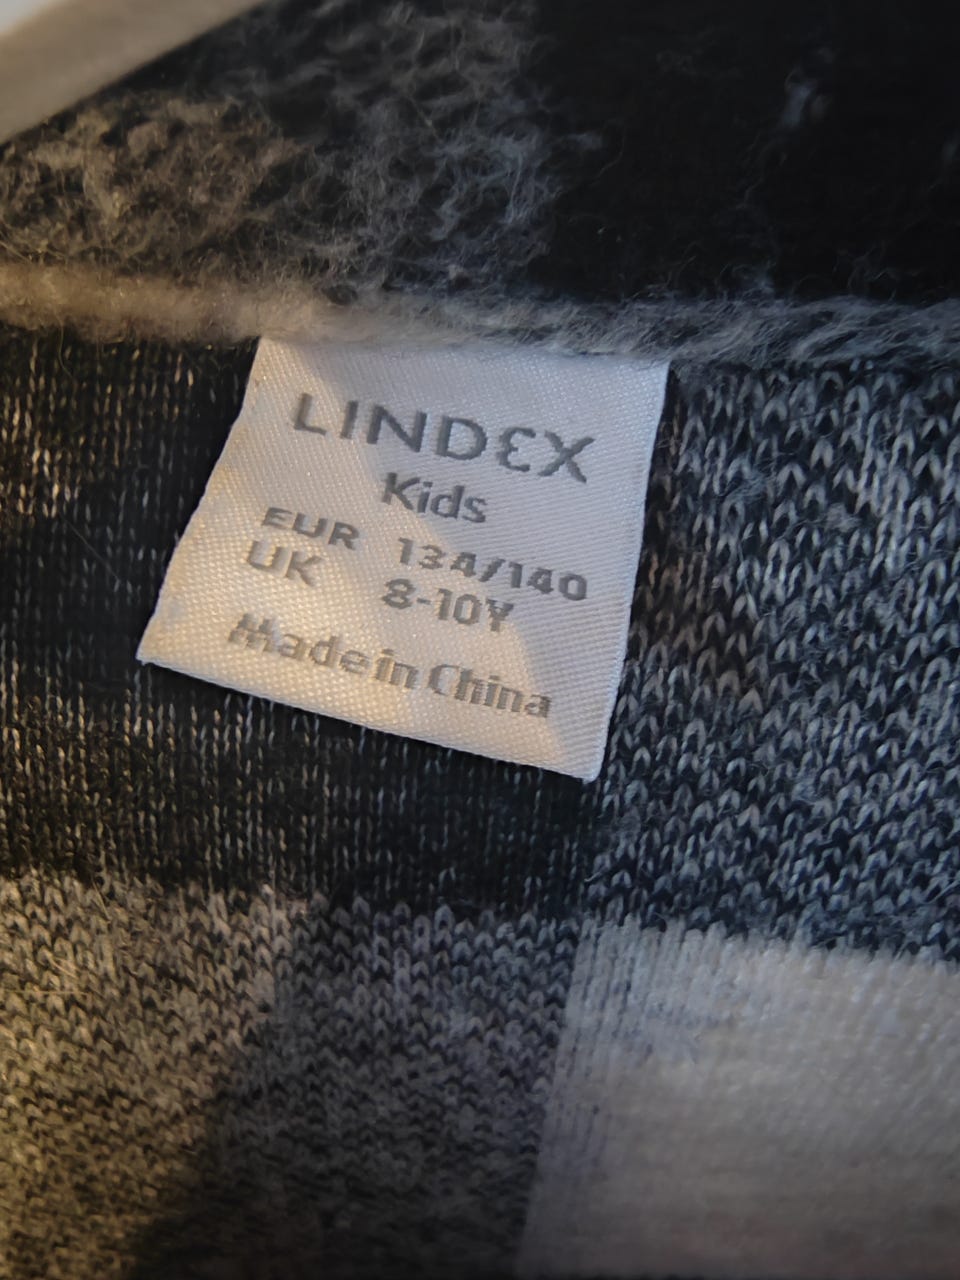 LINDEX
Kids
EUR 134/140
UK 8-10Y
Made in China